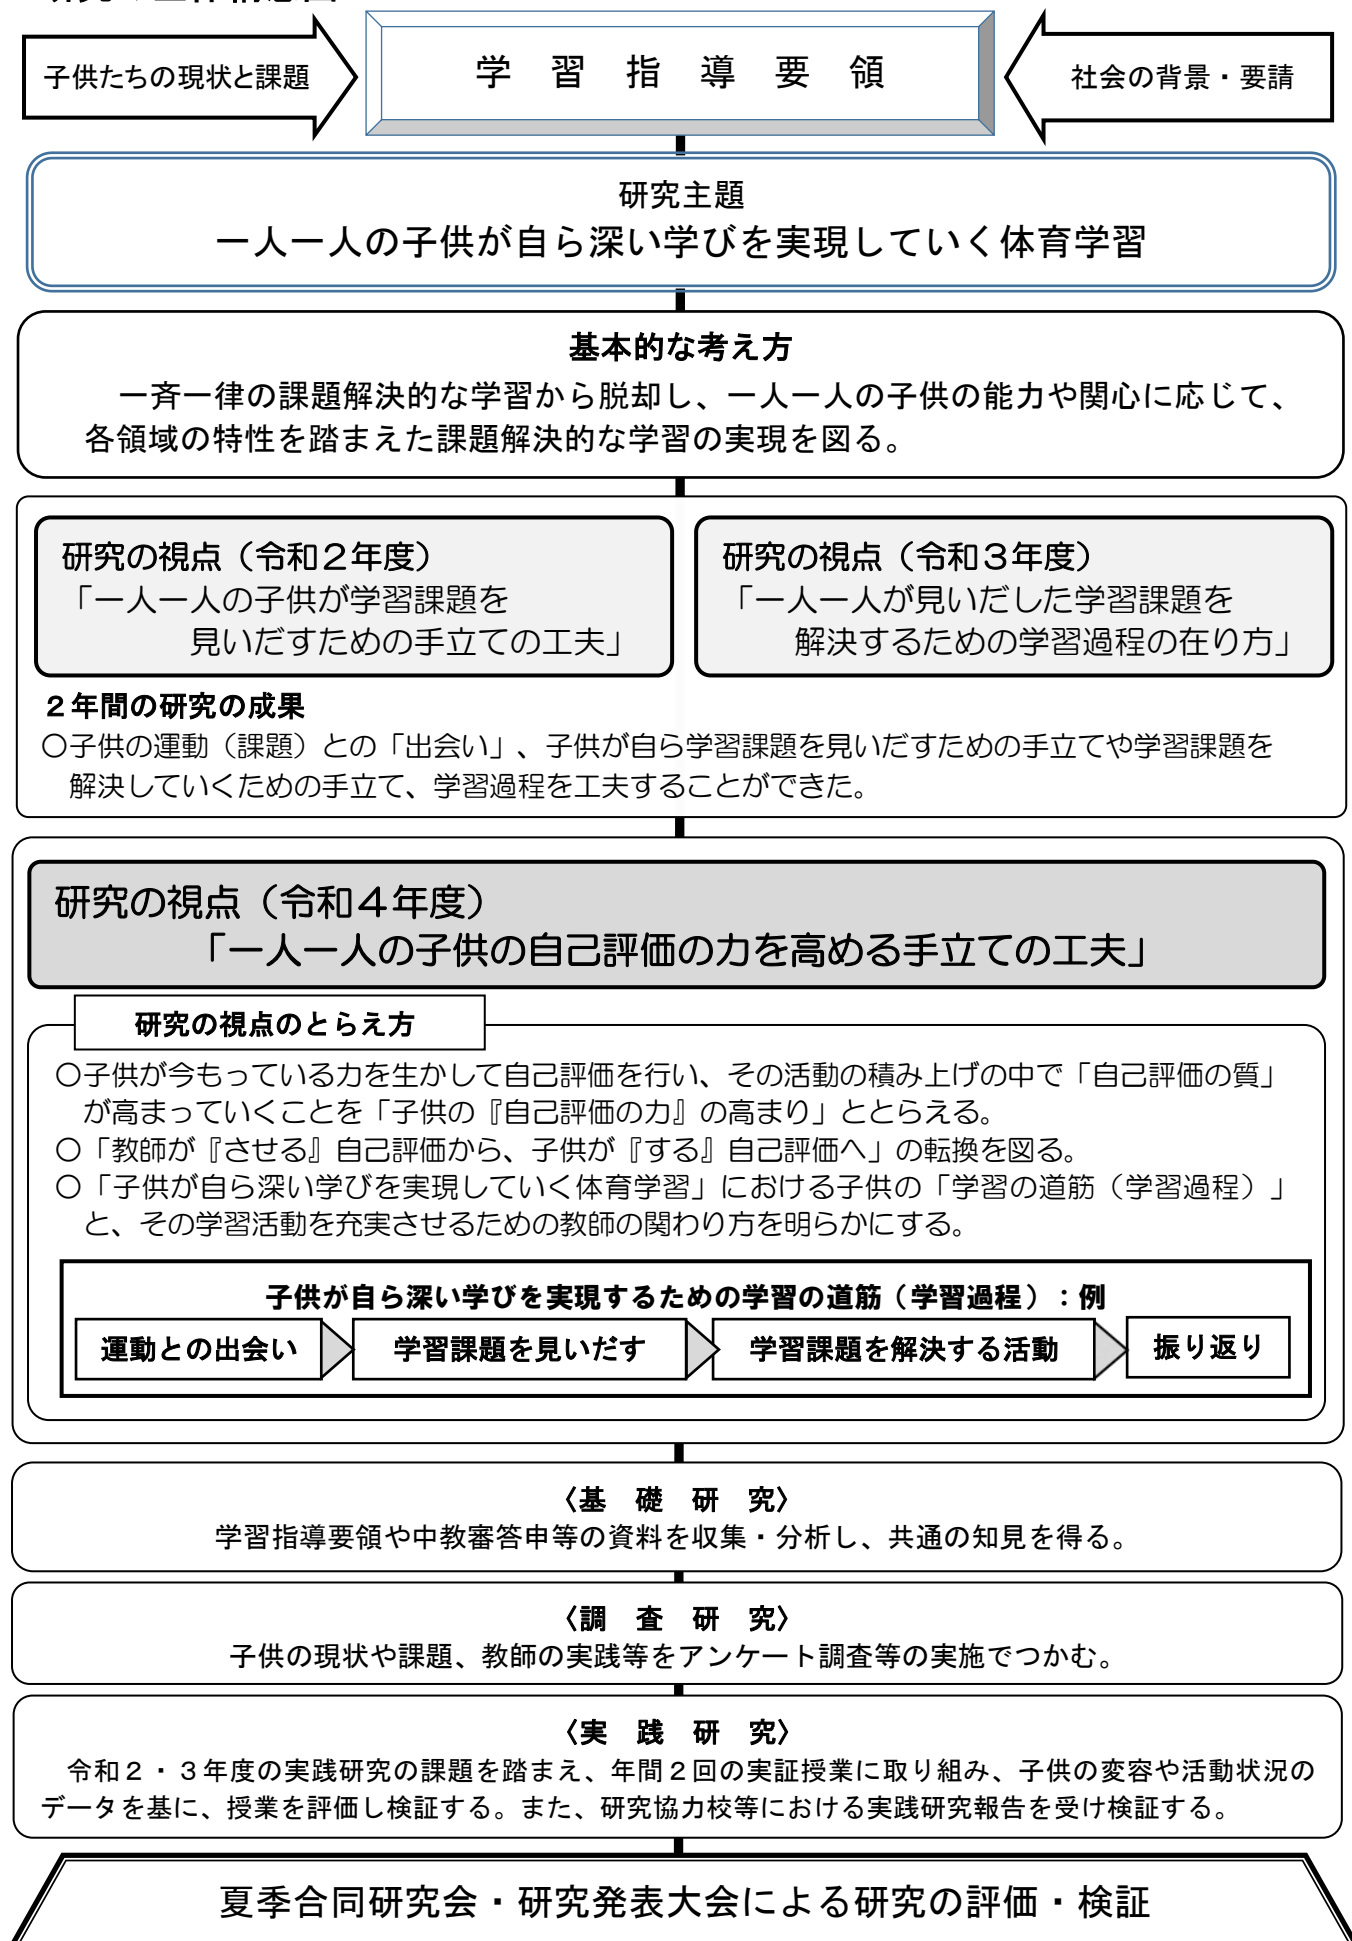 子供たちの現状と課題
学習指導要領
社会の背景・要請
研究主題
一人一人の子供が自ら深い学びを実現していく体育学習
基本的な考え方
一斉一律の課題解決的な学習から脱却し、一人一人の子供の能力や関心に応じて、
各領域の特性を踏まえた課題解決的な学習の実現を図る。
研究の視点（令和２年度）
「一人一人の子供が学習課題を
見いだすための手立ての工夫」
研究の視点（令和３年度）
「一人一人が見いだした学習課題を
解決するための学習過程の在り方」
２年間の研究の成果
○子供の運動（課題）との「出会い」、子供が自ら学習課題を見いだすための手立てや学習課題を
解決していくための手立て、学習過程を工夫することができた。
研究の視点（令和４年度）
「一人一人の子供の自己評価の力を高める手立ての工夫」
研究の視点のとらえ方
○子供が今もっている力を生かして自己評価を行い、その活動の積み上げの中で「自己評価の質」
が高まっていくことを「子供の『自己評価の力』の高まり」ととらえる。
○「教師が『させる』自己評価から、子供が『する』自己評価へ」の転換を図る。
○「子供が自ら深い学びを実現していく体育学習」における子供の「学習の道筋（学習過程）」
と、その学習活動を充実させるための教師の関わり方を明らかにする。
子供が自ら深い学びを実現するための学習の道筋（学習過程）：例
運動との出会い
学習課題を見いだす
学習課題を解決する活動
振り返り
〈基礎研究〉
学習指導要領や中教審答申等の資料を収集・分析し、共通の知見を得る。
〈調査研究〉
子供の現状や課題、教師の実践等をアンケート調査等の実施でつかむ。
〈実践研究〉
令和２・３年度の実践研究の課題を踏まえ、年間２回の実証授業に取り組み、子供の変容や活動状況の
データを基に、授業を評価し検証する。また、研究協力校等における実践研究報告を受け検証する。
夏季合同研究会・研究発表大会による研究の評価・検証